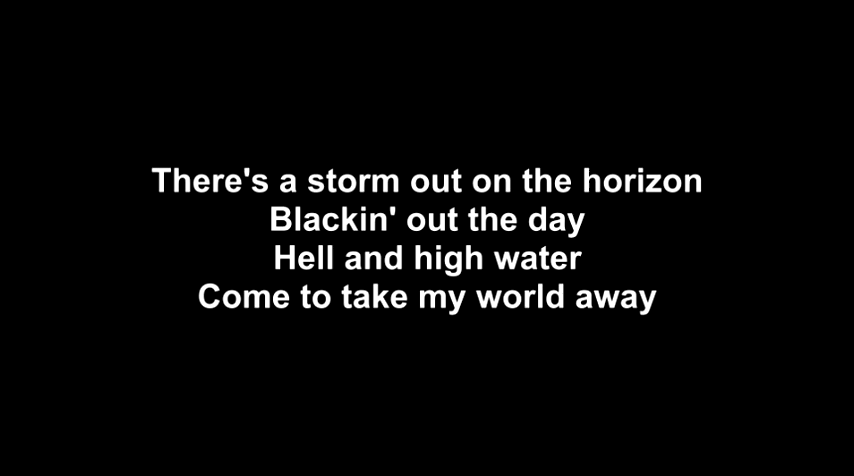 There's a storm out on the horizon
Blackin' out the day
Hell and high water
Come to take my world away